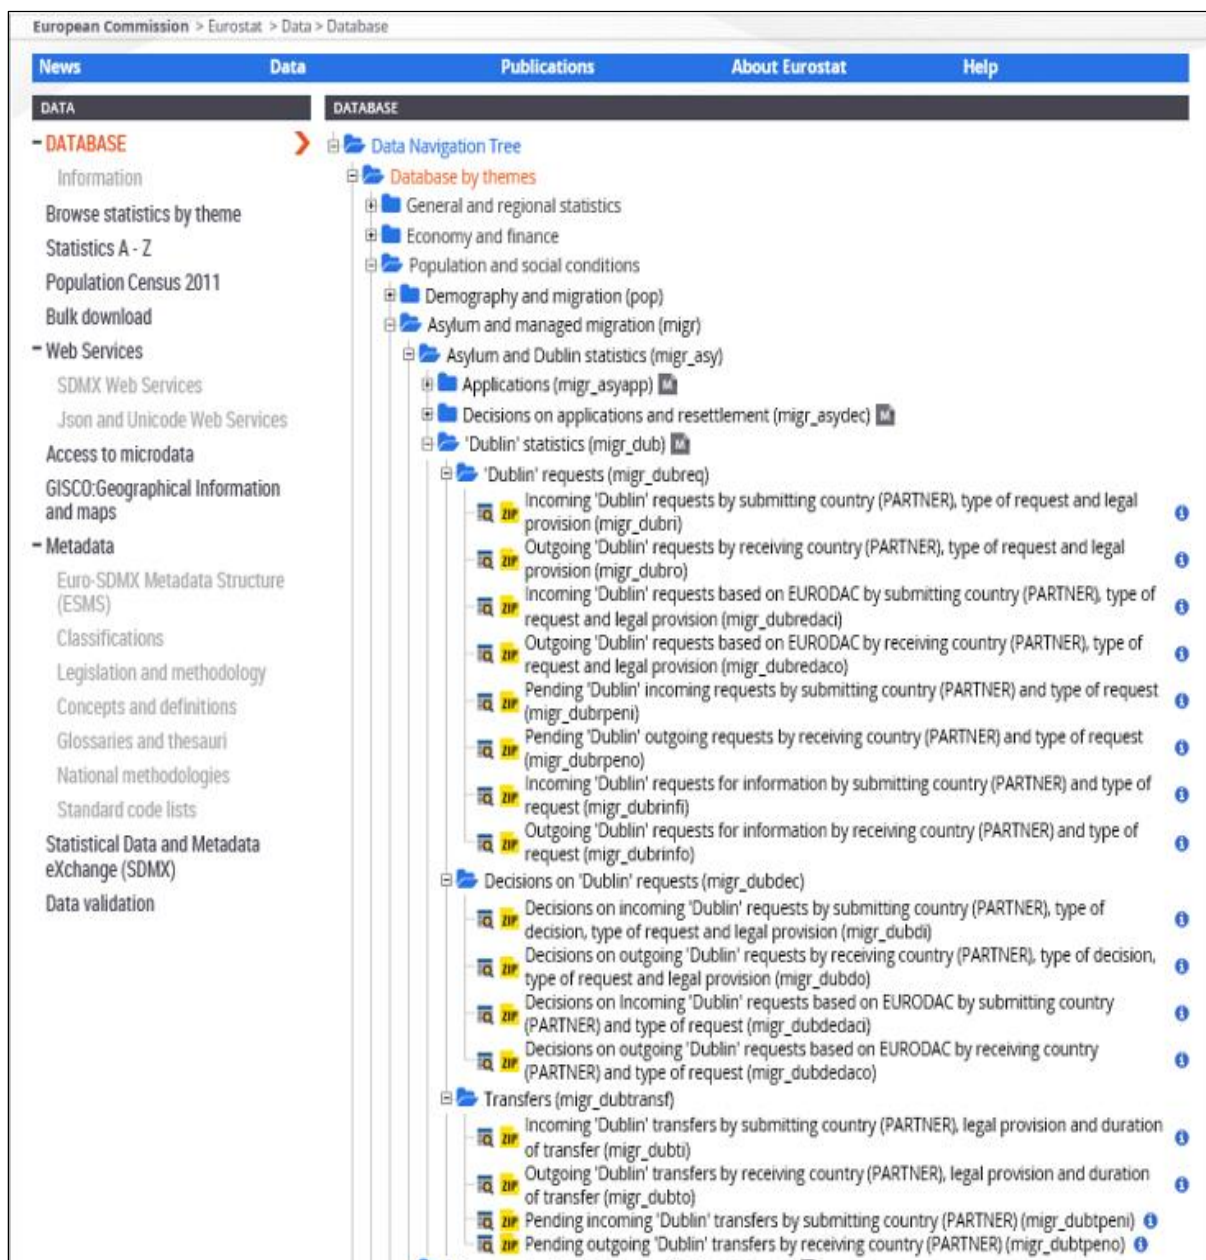 European Commission > Eurostat > Data > Database
News Data Publications About Eurostat Help
DATA
- DATABASE
Information
Browse statistics by theme
Statistics A - Z
Population Census 2011
Bulk download
- Web Services
SDMX Web Services
Json and Unicode Web Services
Access to microdata
GISCO:Geographical Information
and maps
- Metadata
Euro-SDMX Metadata Structure
(ESMS)
Classifications
Legislation and methodology
Concepts and definitions
Glossaries and thesauri
National methodologies
Standard code lists
Statistical Data and Metadata
eXchange (SDMX)
Data validation
DATABASE
Data Navigation Tree
Database by themes
General and regional statistics
Economy and finance
Population and social conditions
Demography and migration (pop)
Asylum and managed migration (migr)
Asylum and Dublin statistics (migr_asy)
Applications (migr_asyapp) M
Decisions on applications and resettlement (migr_asydec) M
'Dublin' statistics (migr_dub) M
'Dublin' requests (migr_dubreq)
ZIP Incoming 'Dublin' requests by submitting country (PARTNER), type of request and legal
provision (migr_dubri)
ZIP Outgoing 'Dublin' requests by receiving country (PARTNER), type of request and legal
provision (migr_dubro)
ZIP Incoming 'Dublin' requests based on EURODAC by submitting country (PARTNER), type of
request and legal provision (migr_dubredaci)
ZIP Outgoing 'Dublin' requests based on EURODAC by receiving country (PARTNER), type of
request and legal provision (migr_dubredaco)
ZIP Pending 'Dublin' incoming requests by submitting country (PARTNER) and type of request
(migr_dubrpeni)
ZIP Pending 'Dublin' outgoing requests by receiving country (PARTNER) and type of request
(migr_dubrpeno)
ZIP Incoming 'Dublin' requests for information by submitting country (PARTNER) and type of
request (migr_dubrinfi)
ZIP Outgoing 'Dublin' requests for information by receiving country (PARTNER) and type of
request (migr_dubrinfo)
Decisions on 'Dublin' requests (migr_dubdec)
ZIP Decisions on incoming 'Dublin' requests by submitting country (PARTNER), type of
decision, type of request and legal provision (migr_dubdi)
ZIP Decisions on outgoing 'Dublin' requests by receiving country (PARTNER), type of decision,
type of request and legal provision (migr_dubdo)
ZIP Decisions on Incoming 'Dublin' requests based on EURODAC by submitting country
(PARTNER) and type of request (migr_dubdedaci)
ZIP Decisions on outgoing 'Dublin' requests based on EURODAC by receiving country
(PARTNER) and type of request (migr_dubdedaco)
Transfers (migr_dubtransf)
ZIP Incoming 'Dublin' transfers by submitting country (PARTNER), legal provision and duration
of transfer (migr_dubti)
ZIP Outgoing 'Dublin' transfers by receiving country (PARTNER), legal provision and duration
of transfer (migr_dubto)
ZIP Pending incoming 'Dublin' transfers by submitting country (PARTNER) (migr_dubtpeni)
ZIP Pending outgoing 'Dublin' transfers by receiving country (PARTNER) (migr_dubtpeno)